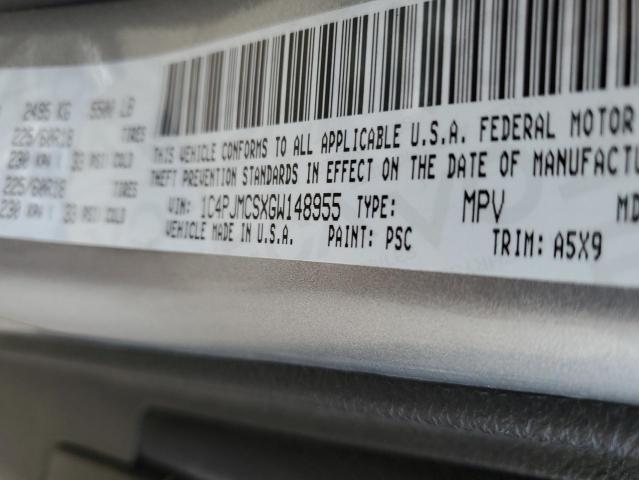 2495 KG 5500 LB
225/60R18 TIRES
230 KPA / 33 PSI COLD
225/60R18 TIRES
230 KPA / 33 PSI COLD
THIS VEHICLE CONFORMS TO ALL APPLICABLE U.S.A. FEDERAL MOTOR
THEFT PREVENTION STANDARDS IN EFFECT ON THE DATE OF MANUFACTU
VIN: 1C4PJMCSXGW148955 TYPE: MPV MD
VEHICLE MADE IN U.S.A. PAINT: PSC TRIM: A5X9